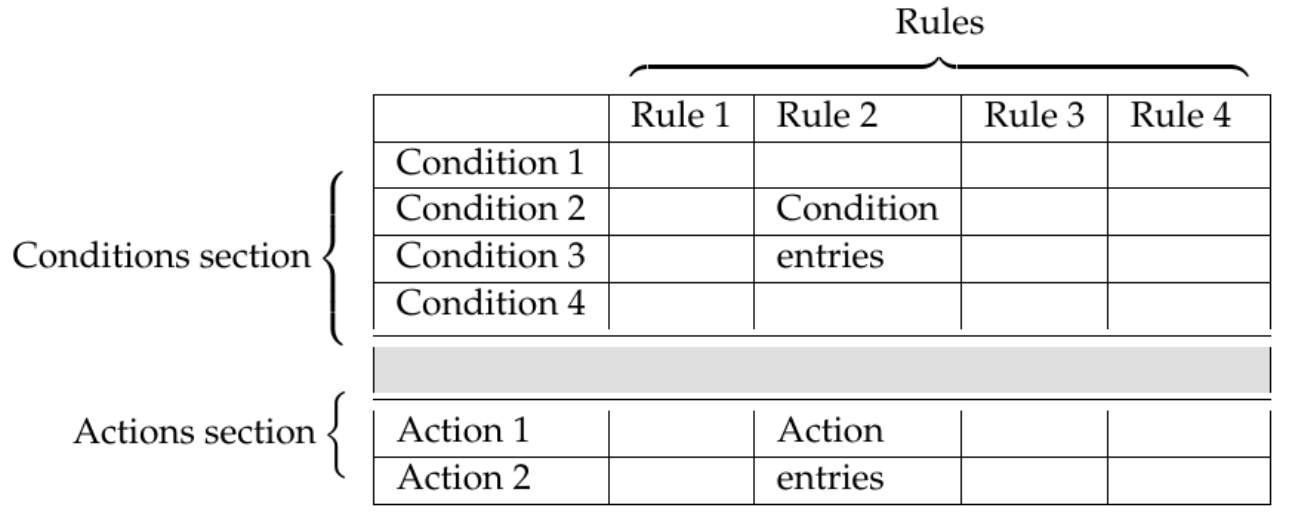 Rules
Rule 1 Rule 2 Rule 3 Rule 4
Condition 1
Condition 2 Condition
Conditions section Condition 3 entries
Condition 4
Actions section Action 1 Action
Action 2 entries